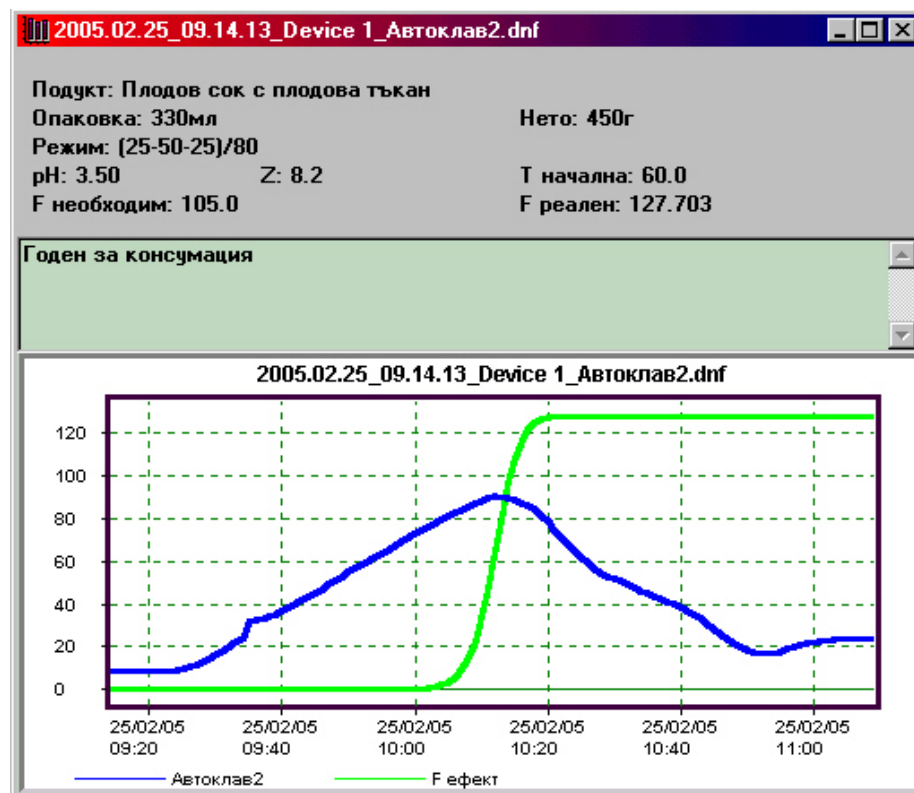 2005.02.25_09.14.13_Device 1_Автоклав2.dnf
Подукт: Плодов сок с плодова тъкан
Опаковка: 330мл Нето: 450г
Режим: (25-50-25)/80
pH: 3.50 Z: 8.2 T начална: 60.0
F необходим: 105.0 F реален: 127.703
Годен за консумация
2005.02.25_09.14.13_Device 1_Автоклав2.dnf
120
100
80
60
40
20
0
25/02/05 25/02/05 25/02/05 25/02/05 25/02/05 25/02/05
09:20 09:40 10:00 10:20 10:40 11:00
Автоклав2 F ефект